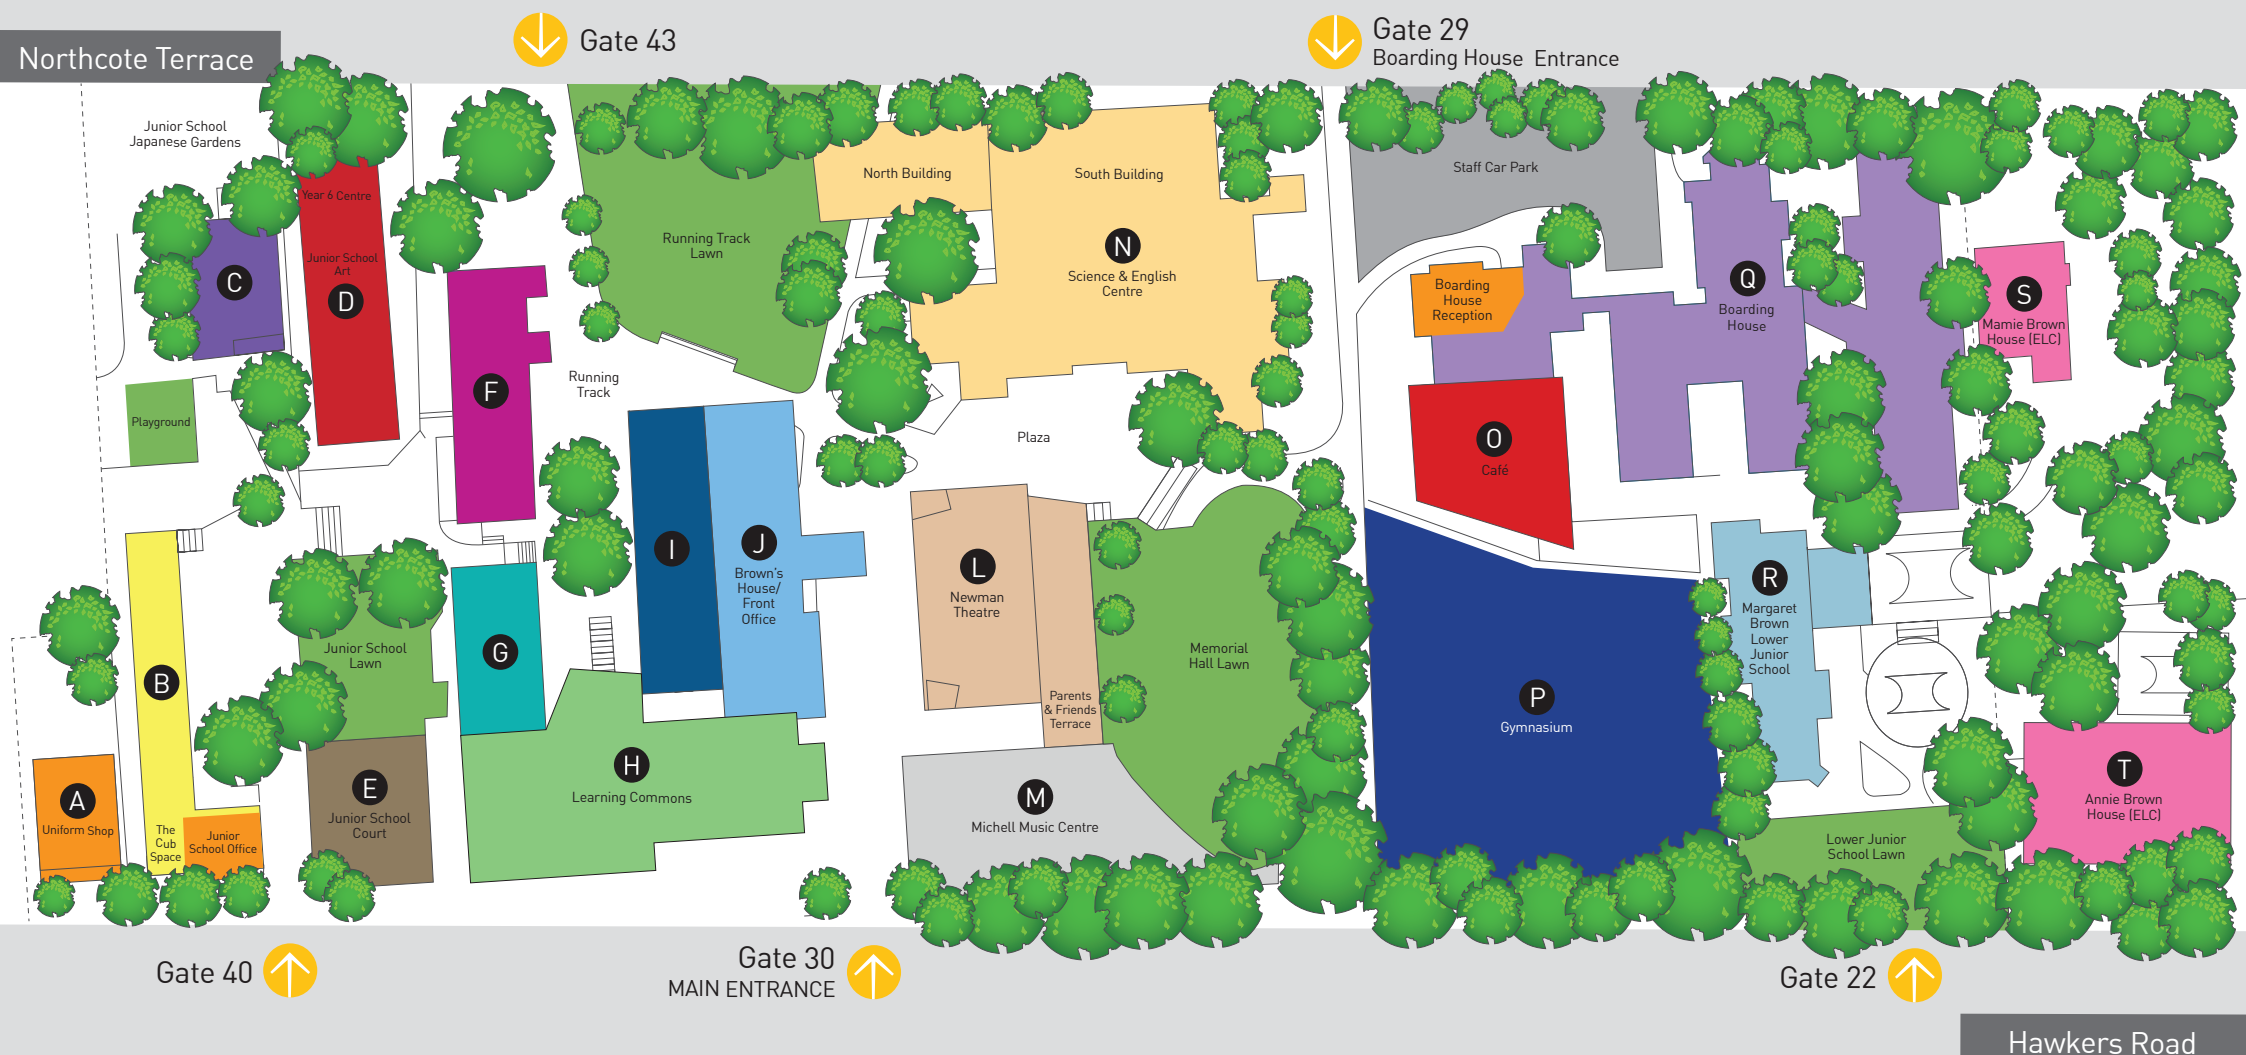 Gate 43
Gate 29
Boarding House Entrance
Northcote Terrace
Junior School
Japanese Gardens
Year 6 Centre
Junior School
Art
D
C
Playground
F
Running Track
Lawn
Running
Track
North Building
South Building
N
Science & English
Centre
Plaza
Staff Car Park
Boarding
House
Reception
Q
Boarding
House
S
Mamie Brown
House (ELC)
O
Café
I
J
Brown's
House/
Front
Office
L
Newman
Theatre
Parents
& Friends
Terrace
Memorial
Hall Lawn
P
Gymnasium
R
Margaret
Brown
Lower
Junior
School
B
The
Cub
Space
Junior School
Lawn
G
H
Learning Commons
A
Uniform Shop
Junior
School Office
E
Junior School
Court
M
Michell Music Centre
T
Annie Brown
House (ELC)
Lower Junior
School Lawn
Gate 40
Gate 30
MAIN ENTRANCE
Gate 22
Hawkers Road